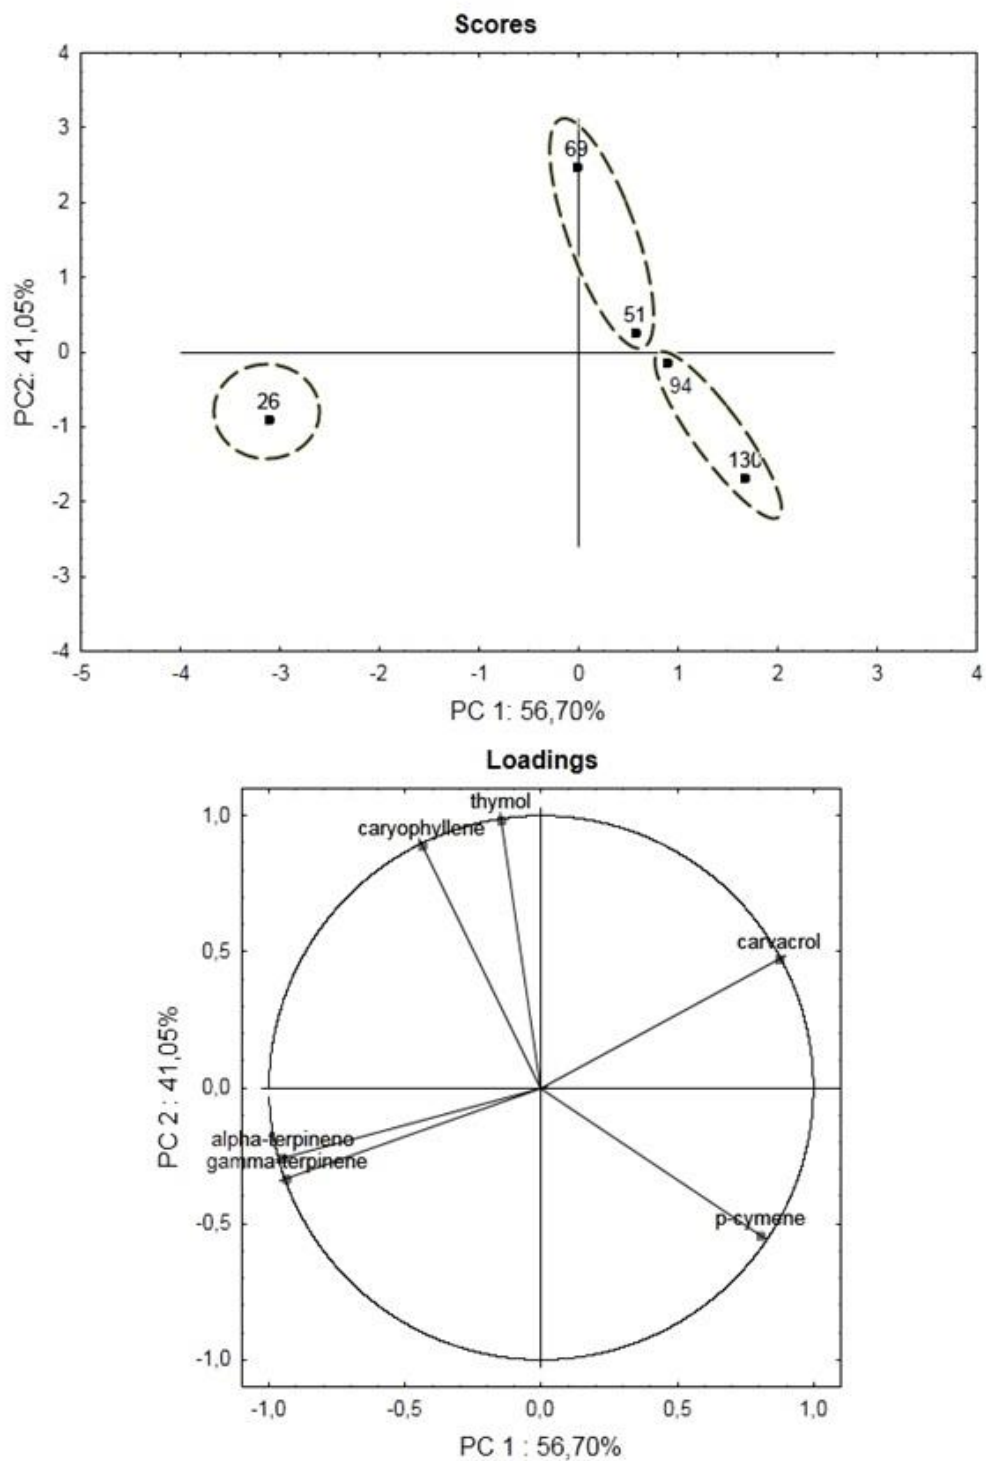 Scores
4
3
2
1
0
-1
-2
-3
-4
PC2: 41,05%
69
51
94
26
130
-5 -4 -3 -2 -1 0 1 2 3 4
PC 1: 56,70%
Loadings
1,0
0,5
0,0
-0,5
-1,0
PC 2 : 41,05%
thymol
caryophyllene
carvacrol
alpha-terpineno
gamma-terpinene
p-cymene
-1,0 -0,5 0,0 0,5 1,0
PC 1 : 56,70%